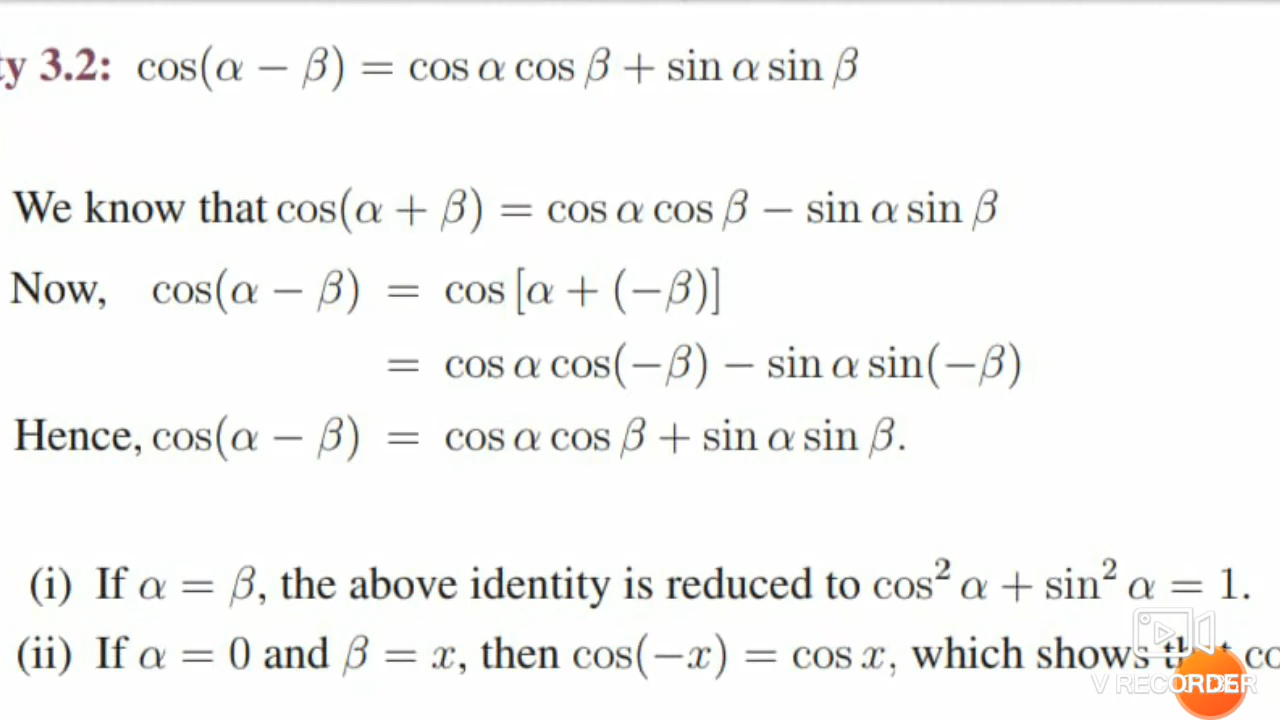 ty 3.2: cos(α − β) = cos α cos β + sin α sin β
We know that cos(α + β) = cos α cos β − sin α sin β
Now, cos(α − β) = cos [α + (−β)]
= cos α cos(−β) − sin α sin(−β)
Hence, cos(α − β) = cos α cos β + sin α sin β.
(i) If α = β, the above identity is reduced to cos² α + sin² α = 1.
(ii) If α = 0 and β = x, then cos(−x) = cos x, which shows that co
V RECORDER